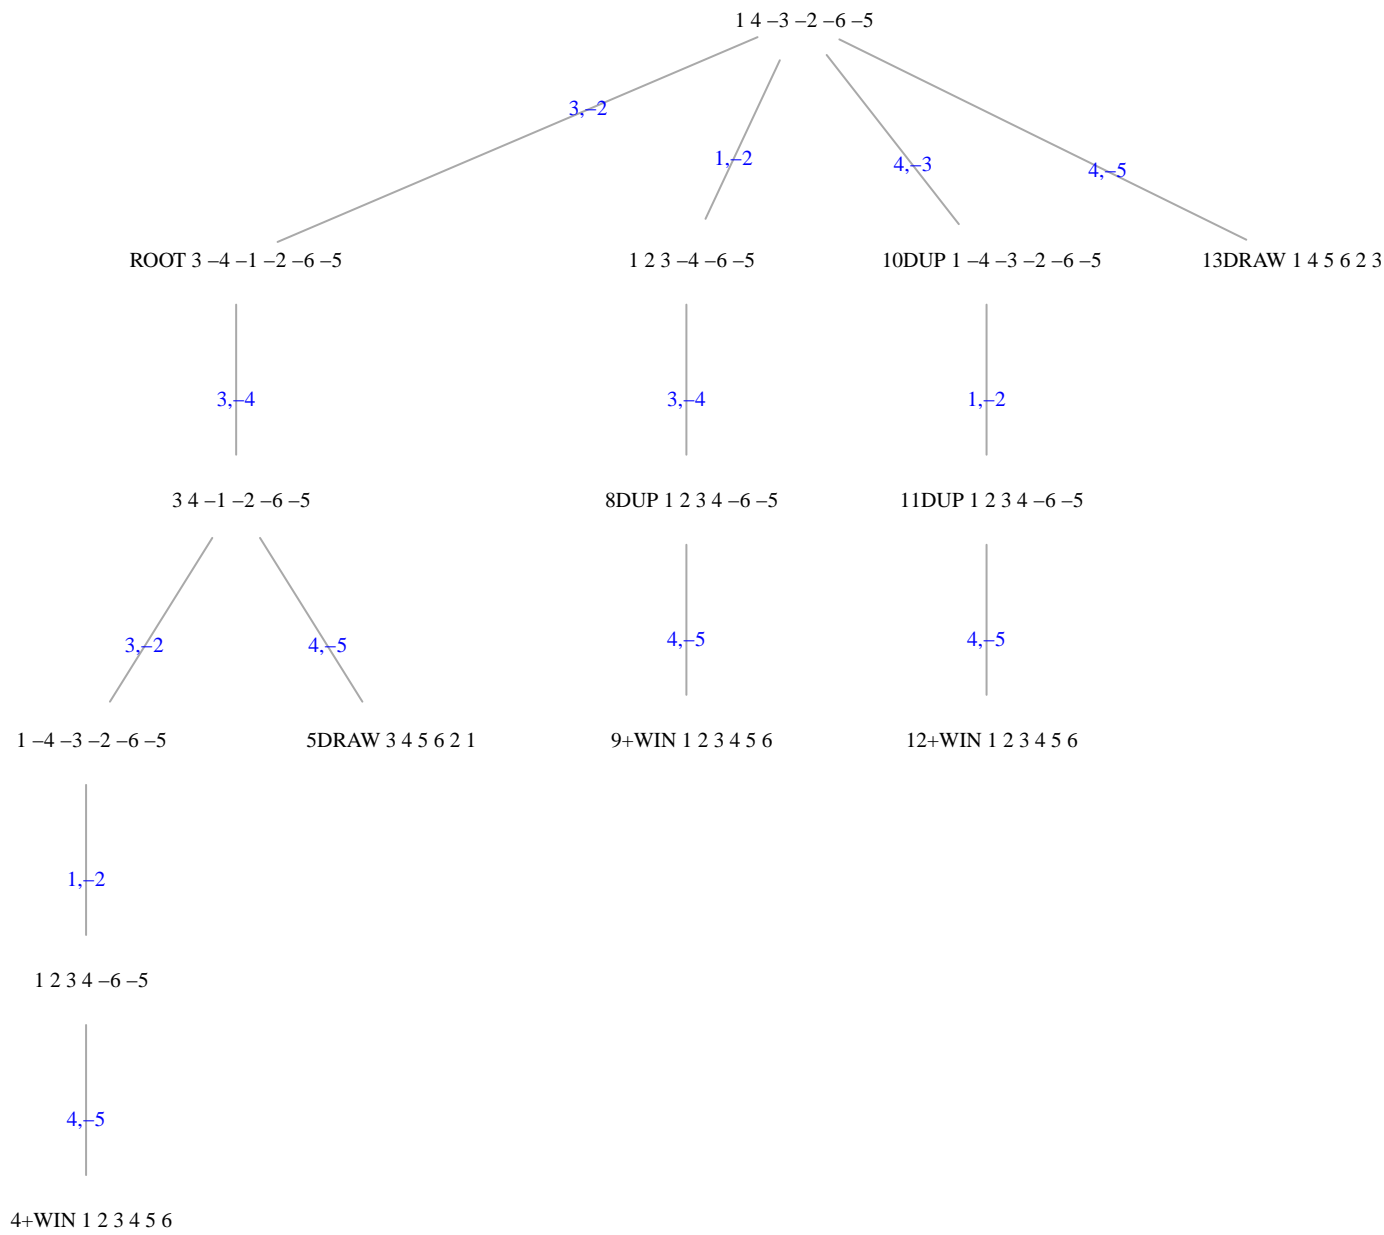 1 4 –3 –2 –6 –5
3,–2
1,–2
4,–3
4,–5
ROOT 3 –4 –1 –2 –6 –5
1 2 3 –4 –6 –5
10DUP 1 –4 –3 –2 –6 –5
13DRAW 1 4 5 6 2 3
3,–4
3,–4
1,–2
3 4 –1 –2 –6 –5
8DUP 1 2 3 4 –6 –5
11DUP 1 2 3 4 –6 –5
3,–2
4,–5
4,–5
4,–5
1 –4 –3 –2 –6 –5
5DRAW 3 4 5 6 2 1
9+WIN 1 2 3 4 5 6
12+WIN 1 2 3 4 5 6
1,–2
1 2 3 4 –6 –5
4,–5
4+WIN 1 2 3 4 5 6